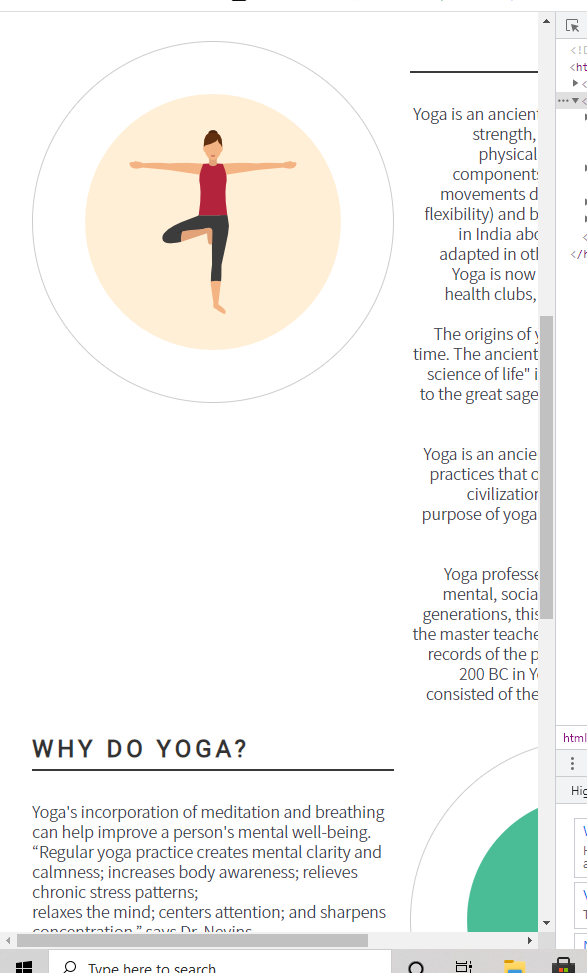 Yoga is an ancient
strength,
physical
components
movements d
flexibility) and b
in India abo
adapted in oth
Yoga is now
health clubs,
The origins of y
time. The ancient
science of life" i
to the great sage
Yoga is an ancie
practices that o
civilization
purpose of yoga
Yoga professe
mental, socia
generations, this
the master teache
records of the p
200 BC in Yo
consisted of the
WHY DO YOGA?
Yoga's incorporation of meditation and breathing
can help improve a person's mental well-being.
“Regular yoga practice creates mental clarity and
calmness; increases body awareness; relieves
chronic stress patterns;
relaxes the mind; centers attention; and sharpens
concentration,” says Dr. Nevins.
<!D
<ht
<
<
<
</h
html
Hig
Type here to search